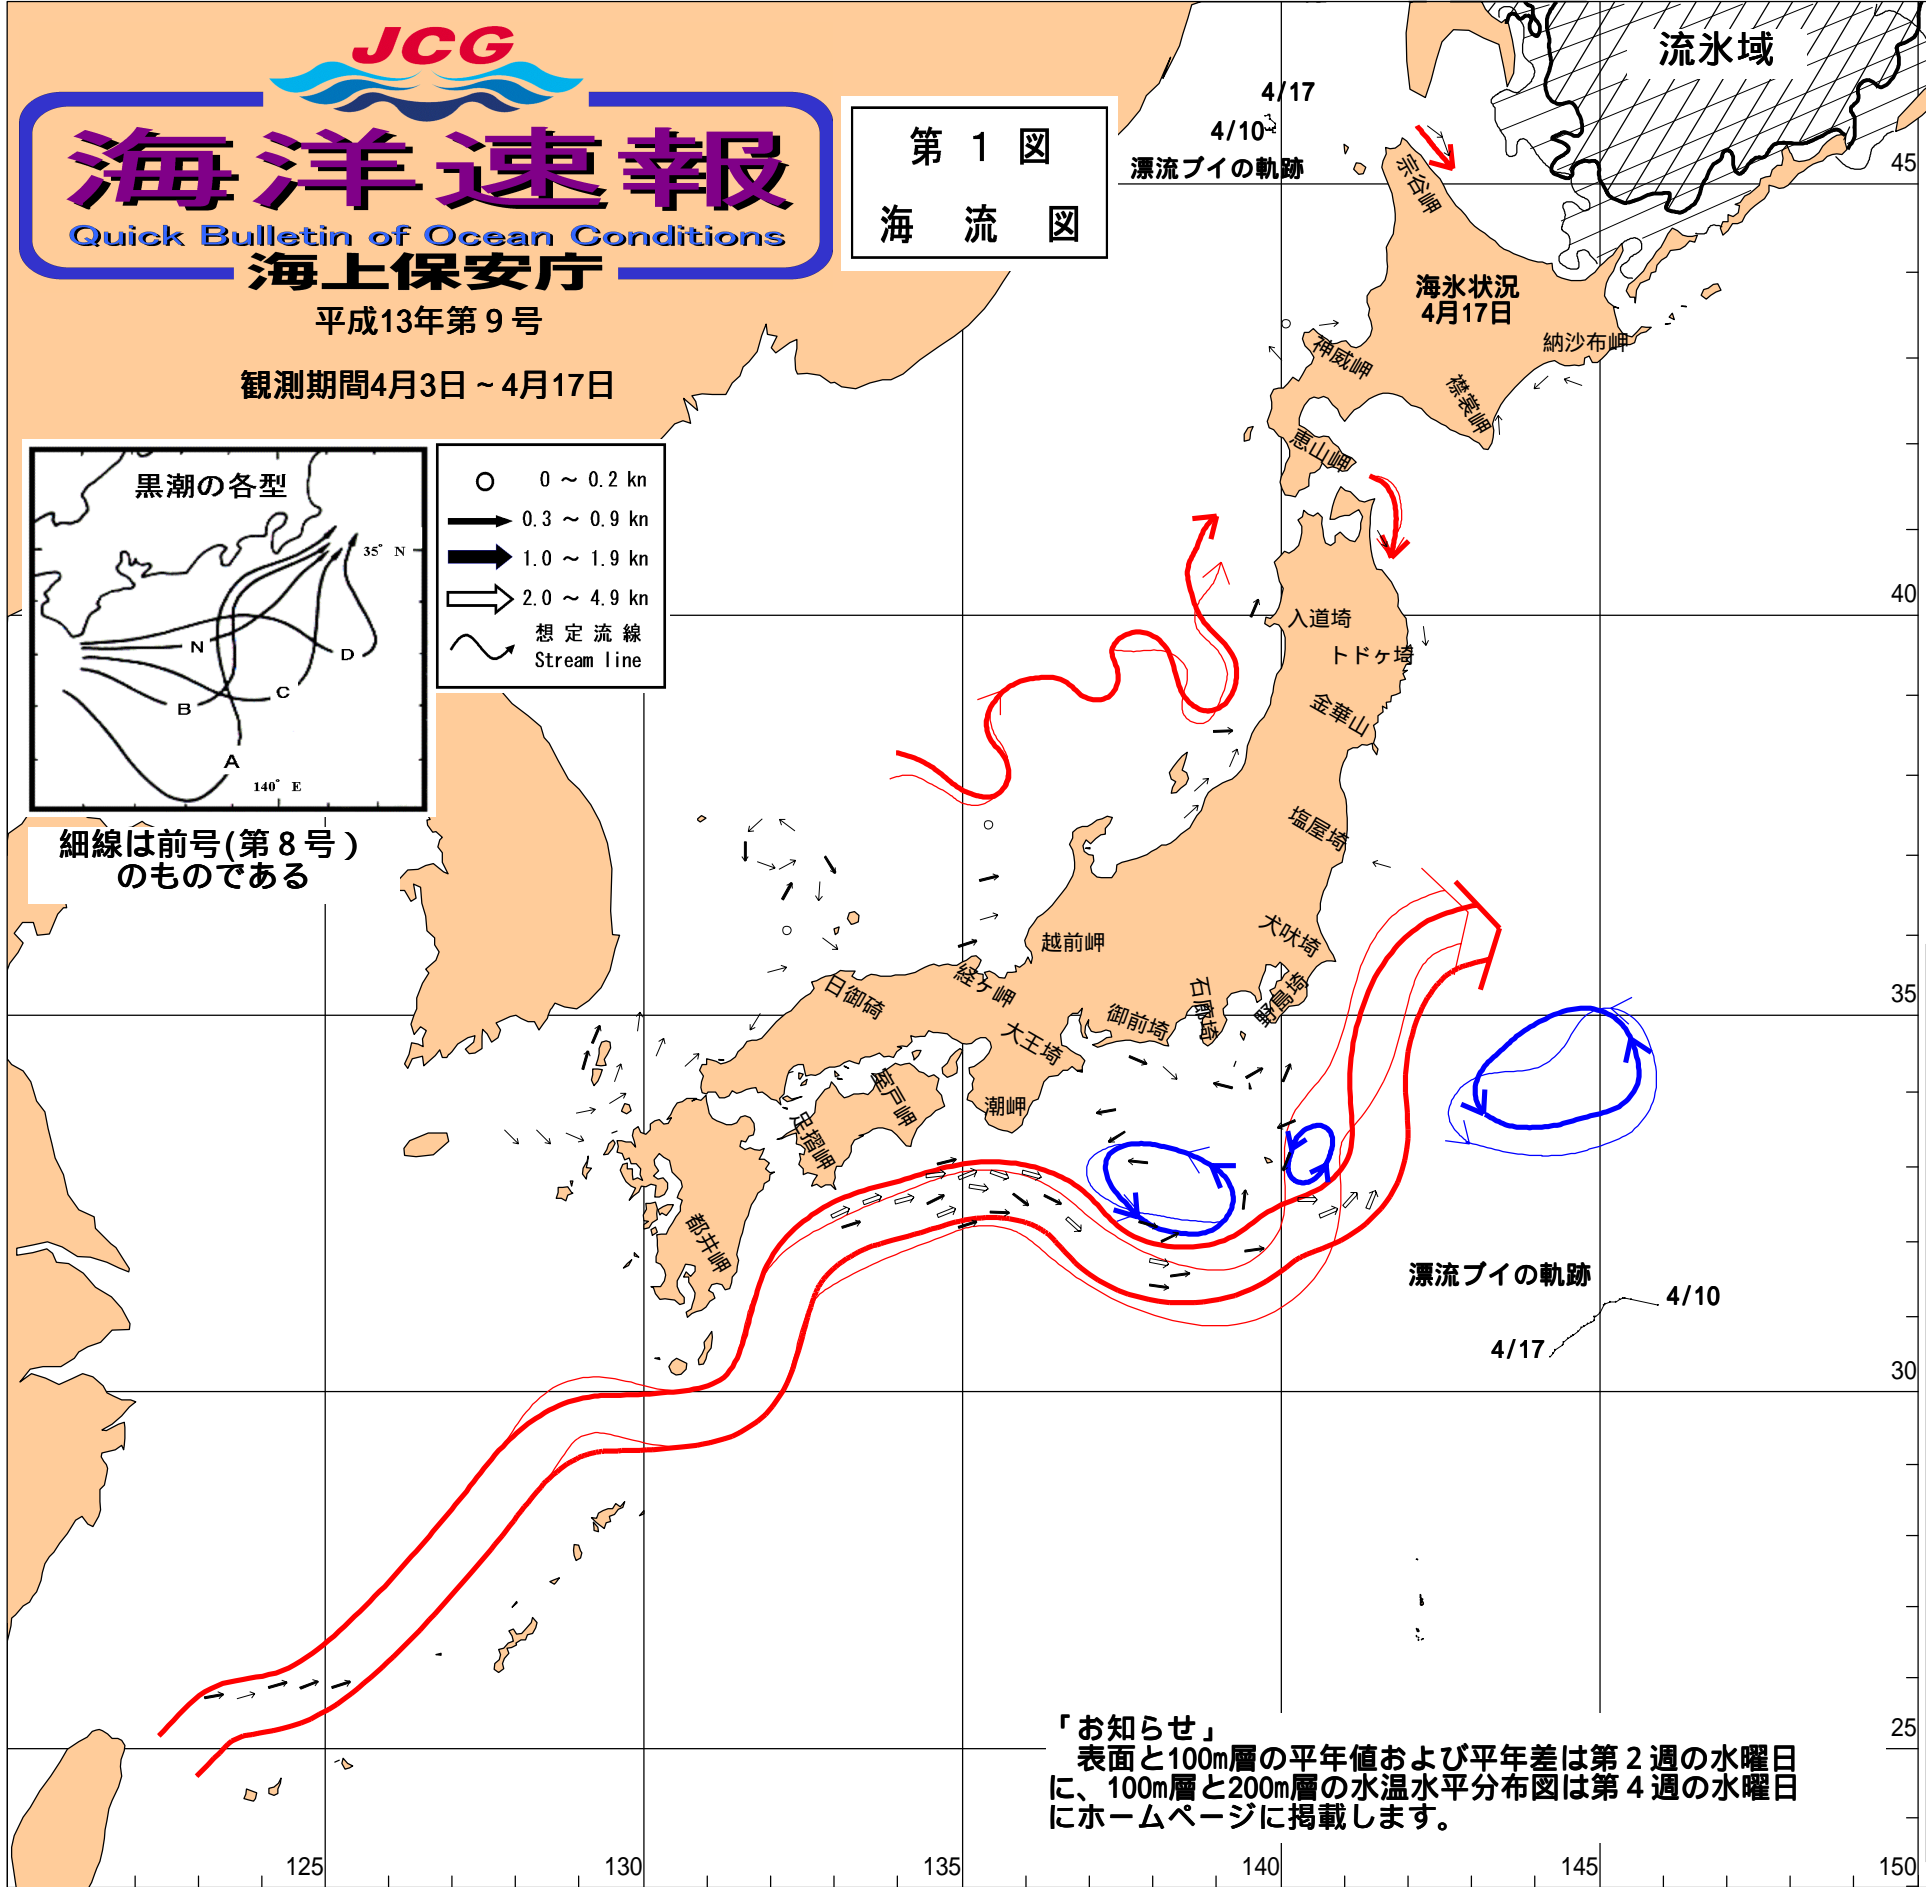 JCG
海洋速報
Quick Bulletin of Ocean Conditions
海上保安庁
平成13年第９号
観測期間4月3日～4月17日
第 1 図
海 流 図
黒潮の各型
35° N
N
D
C
B
A
140° E
0 ～ 0.2 kn
0.3 ～ 0.9 kn
1.0 ～ 1.9 kn
2.0 ～ 4.9 kn
想定流線
Stream line
細線は前号(第８号)
のものである
4/17
4/10
漂流ブイの軌跡
流氷域
宗谷岬
海氷状況
4月17日
納沙布岬
神威岬
襟裳岬
恵山岬
入道埼
トドヶ埼
金華山
塩屋埼
犬吠埼
越前岬
経ヶ岬
日御碕
野島埼
石廊埼
御前埼
大王埼
潮岬
室戸岬
足摺岬
都井岬
漂流ブイの軌跡
4/10
4/17
「お知らせ」
表面と100m層の平年値および平年差は第２週の水曜日
に、100m層と200m層の水温水平分布図は第４週の水曜日
にホームページに掲載します。
45
40
35
30
25
125
130
135
140
145
150